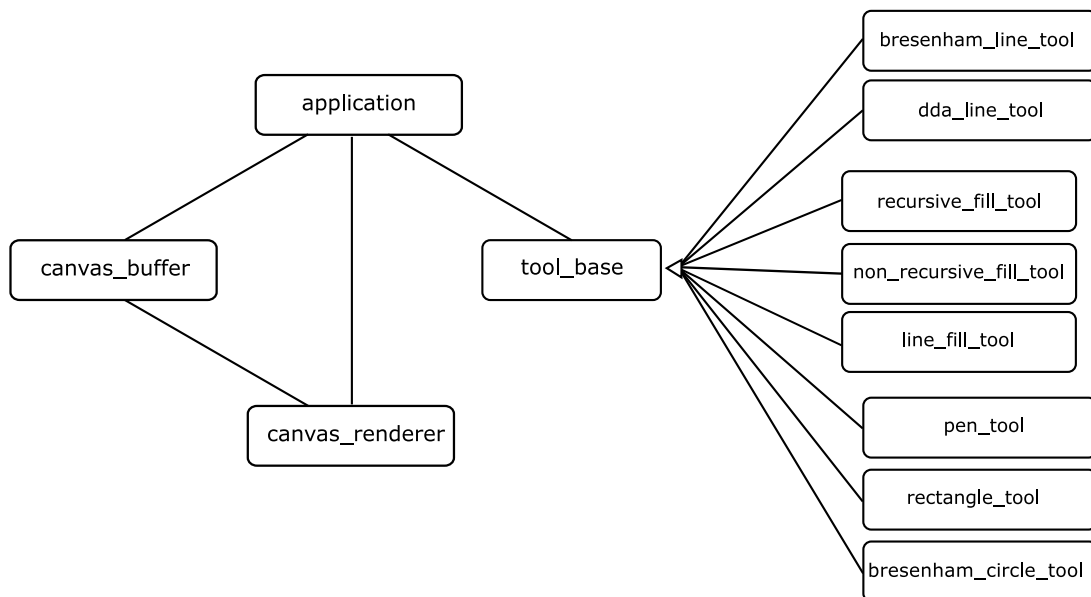 application
canvas_buffer
tool_base
canvas_renderer
bresenham_line_tool
dda_line_tool
recursive_fill_tool
non_recursive_fill_tool
line_fill_tool
pen_tool
rectangle_tool
bresenham_circle_tool